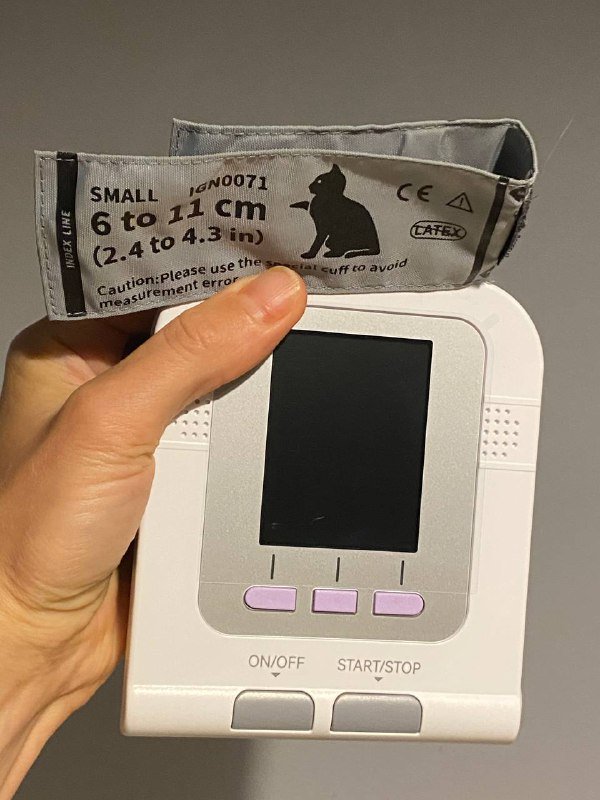 INDEX LINE
SMALL IGN0071
6 to 11 cm
(2.4 to 4.3 in)
Caution:Please use the special cuff to avoid
measurement error
CE
LATEX
ON/OFF START/STOP